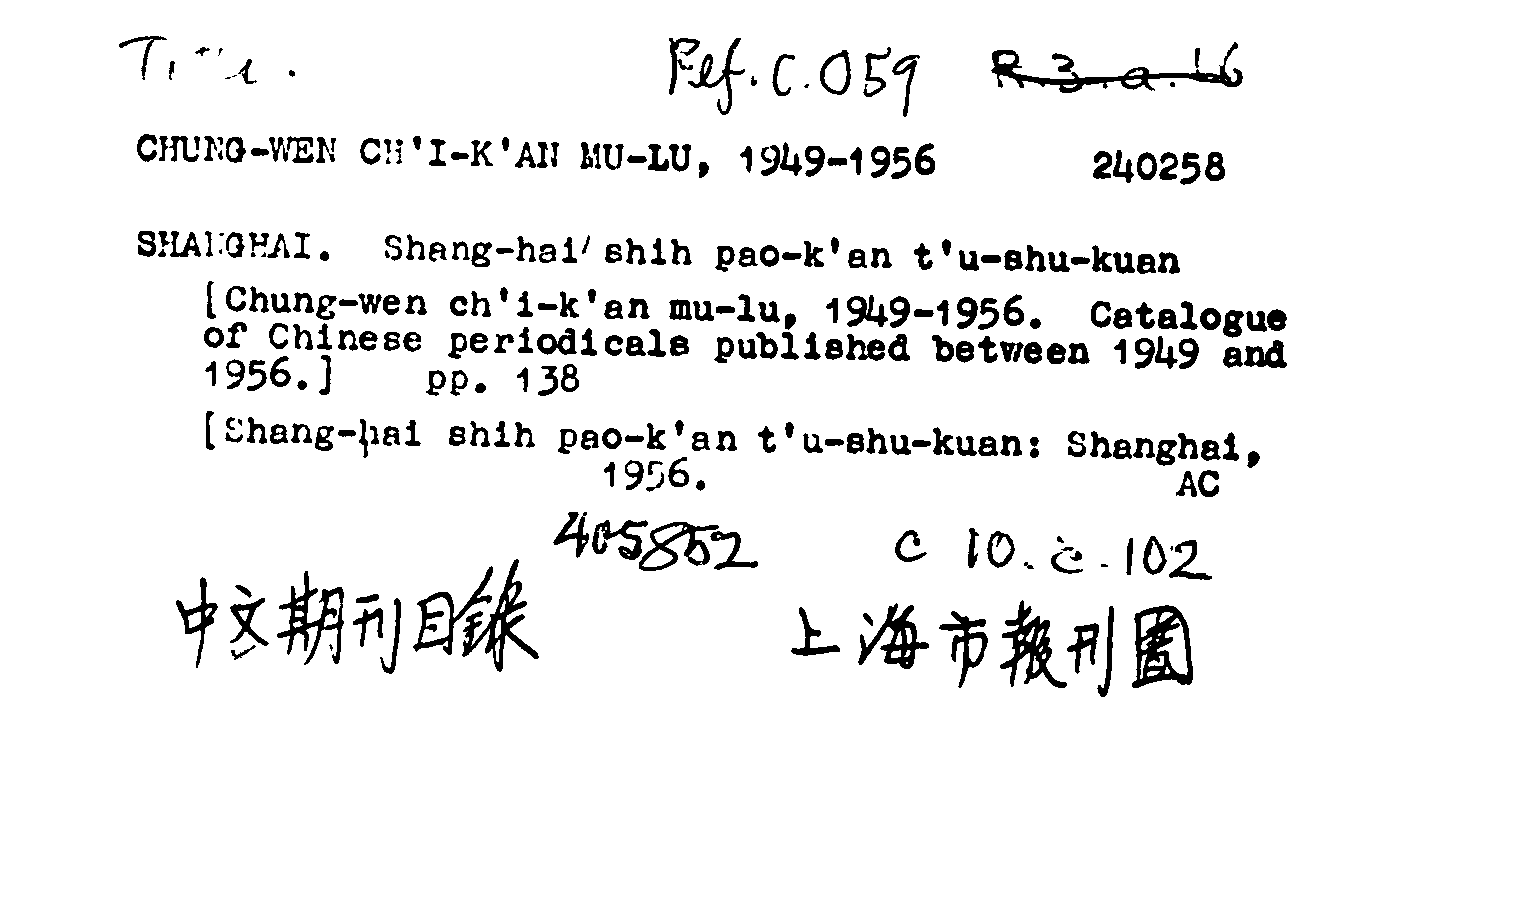 Title. Ref. C. 059 R.3.a.16
CHUNG-WEN CH'I-K'AN MU-LU, 1949-1956 240258
SHANGHAI. Shang-hai shih pao-k'an t'u-shu-kuan
[Chung-wen ch'i-k'an mu-lu, 1949-1956. Catalogue
of Chinese periodicals published between 1949 and
1956.] pp. 138
[Shang-hai shih pao-k'an t'u-shu-kuan: Shanghai,
1956. AC
405852 C 10.c.102
中文期刊目錄 上海市報刊圕